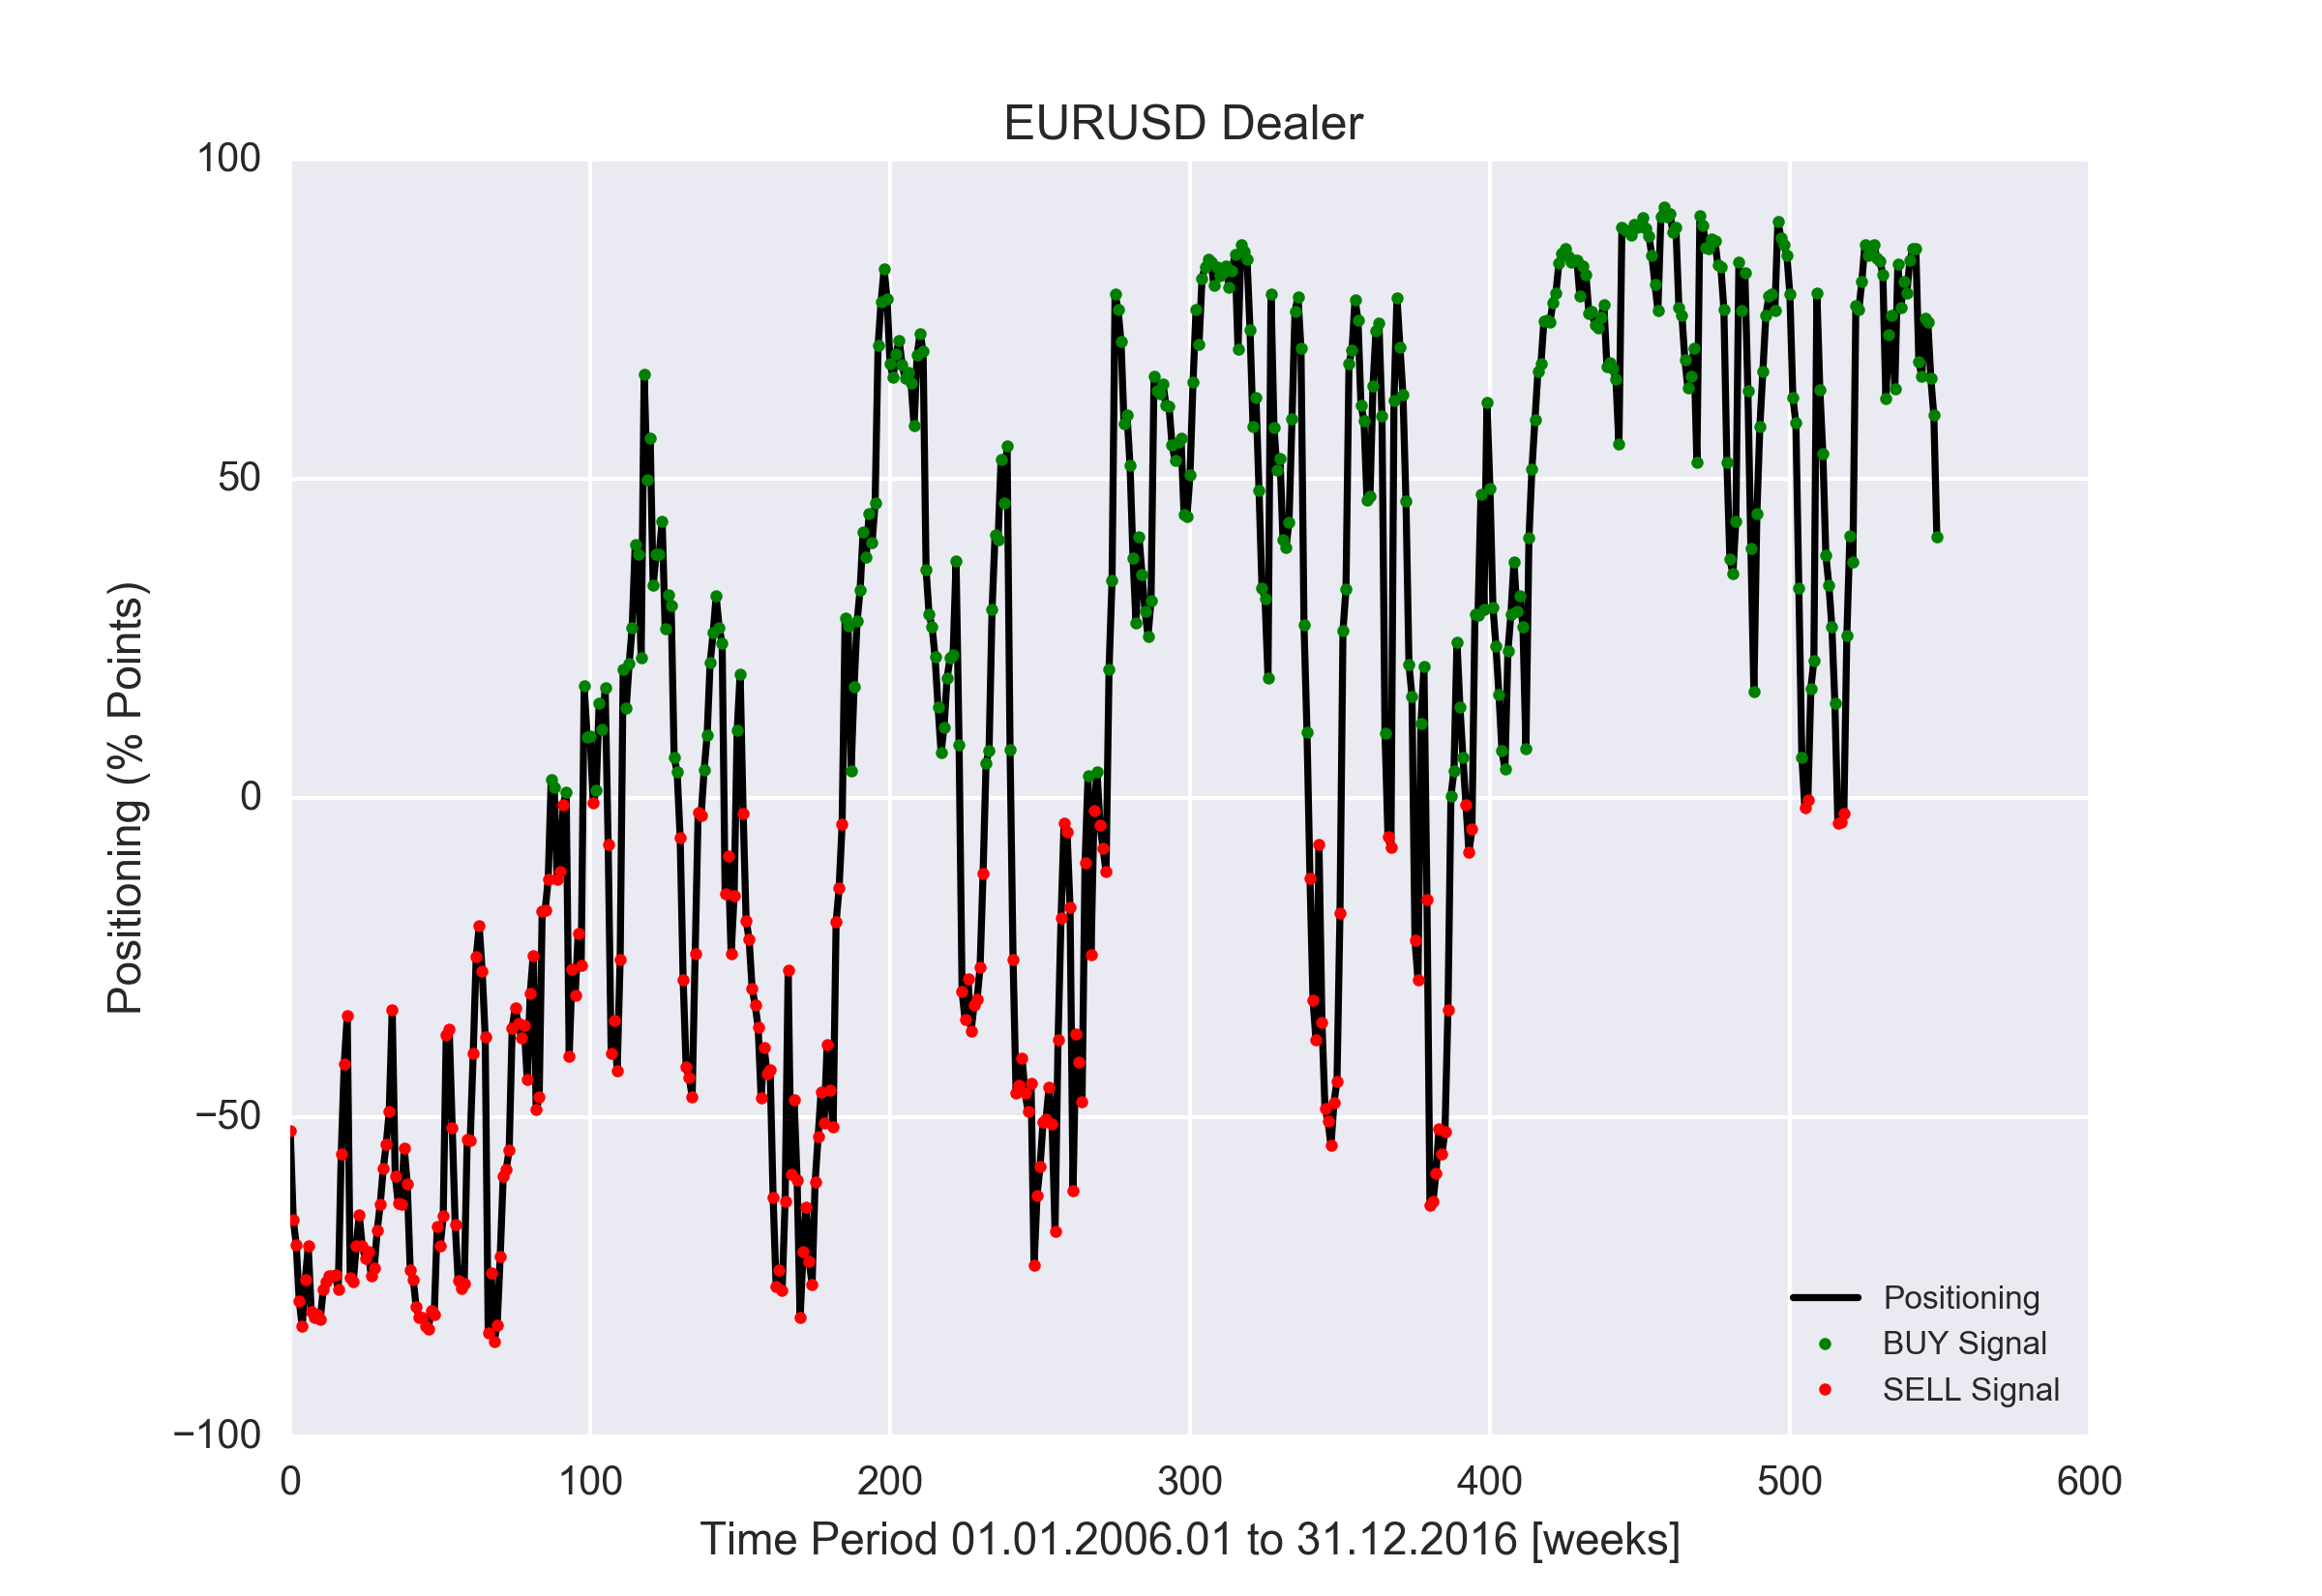 EURUSD Dealer
100
50
0
−50
−100
Positioning (% Points)
Positioning
BUY Signal
SELL Signal
0 100 200 300 400 500 600
Time Period 01.01.2006.01 to 31.12.2016 [weeks]